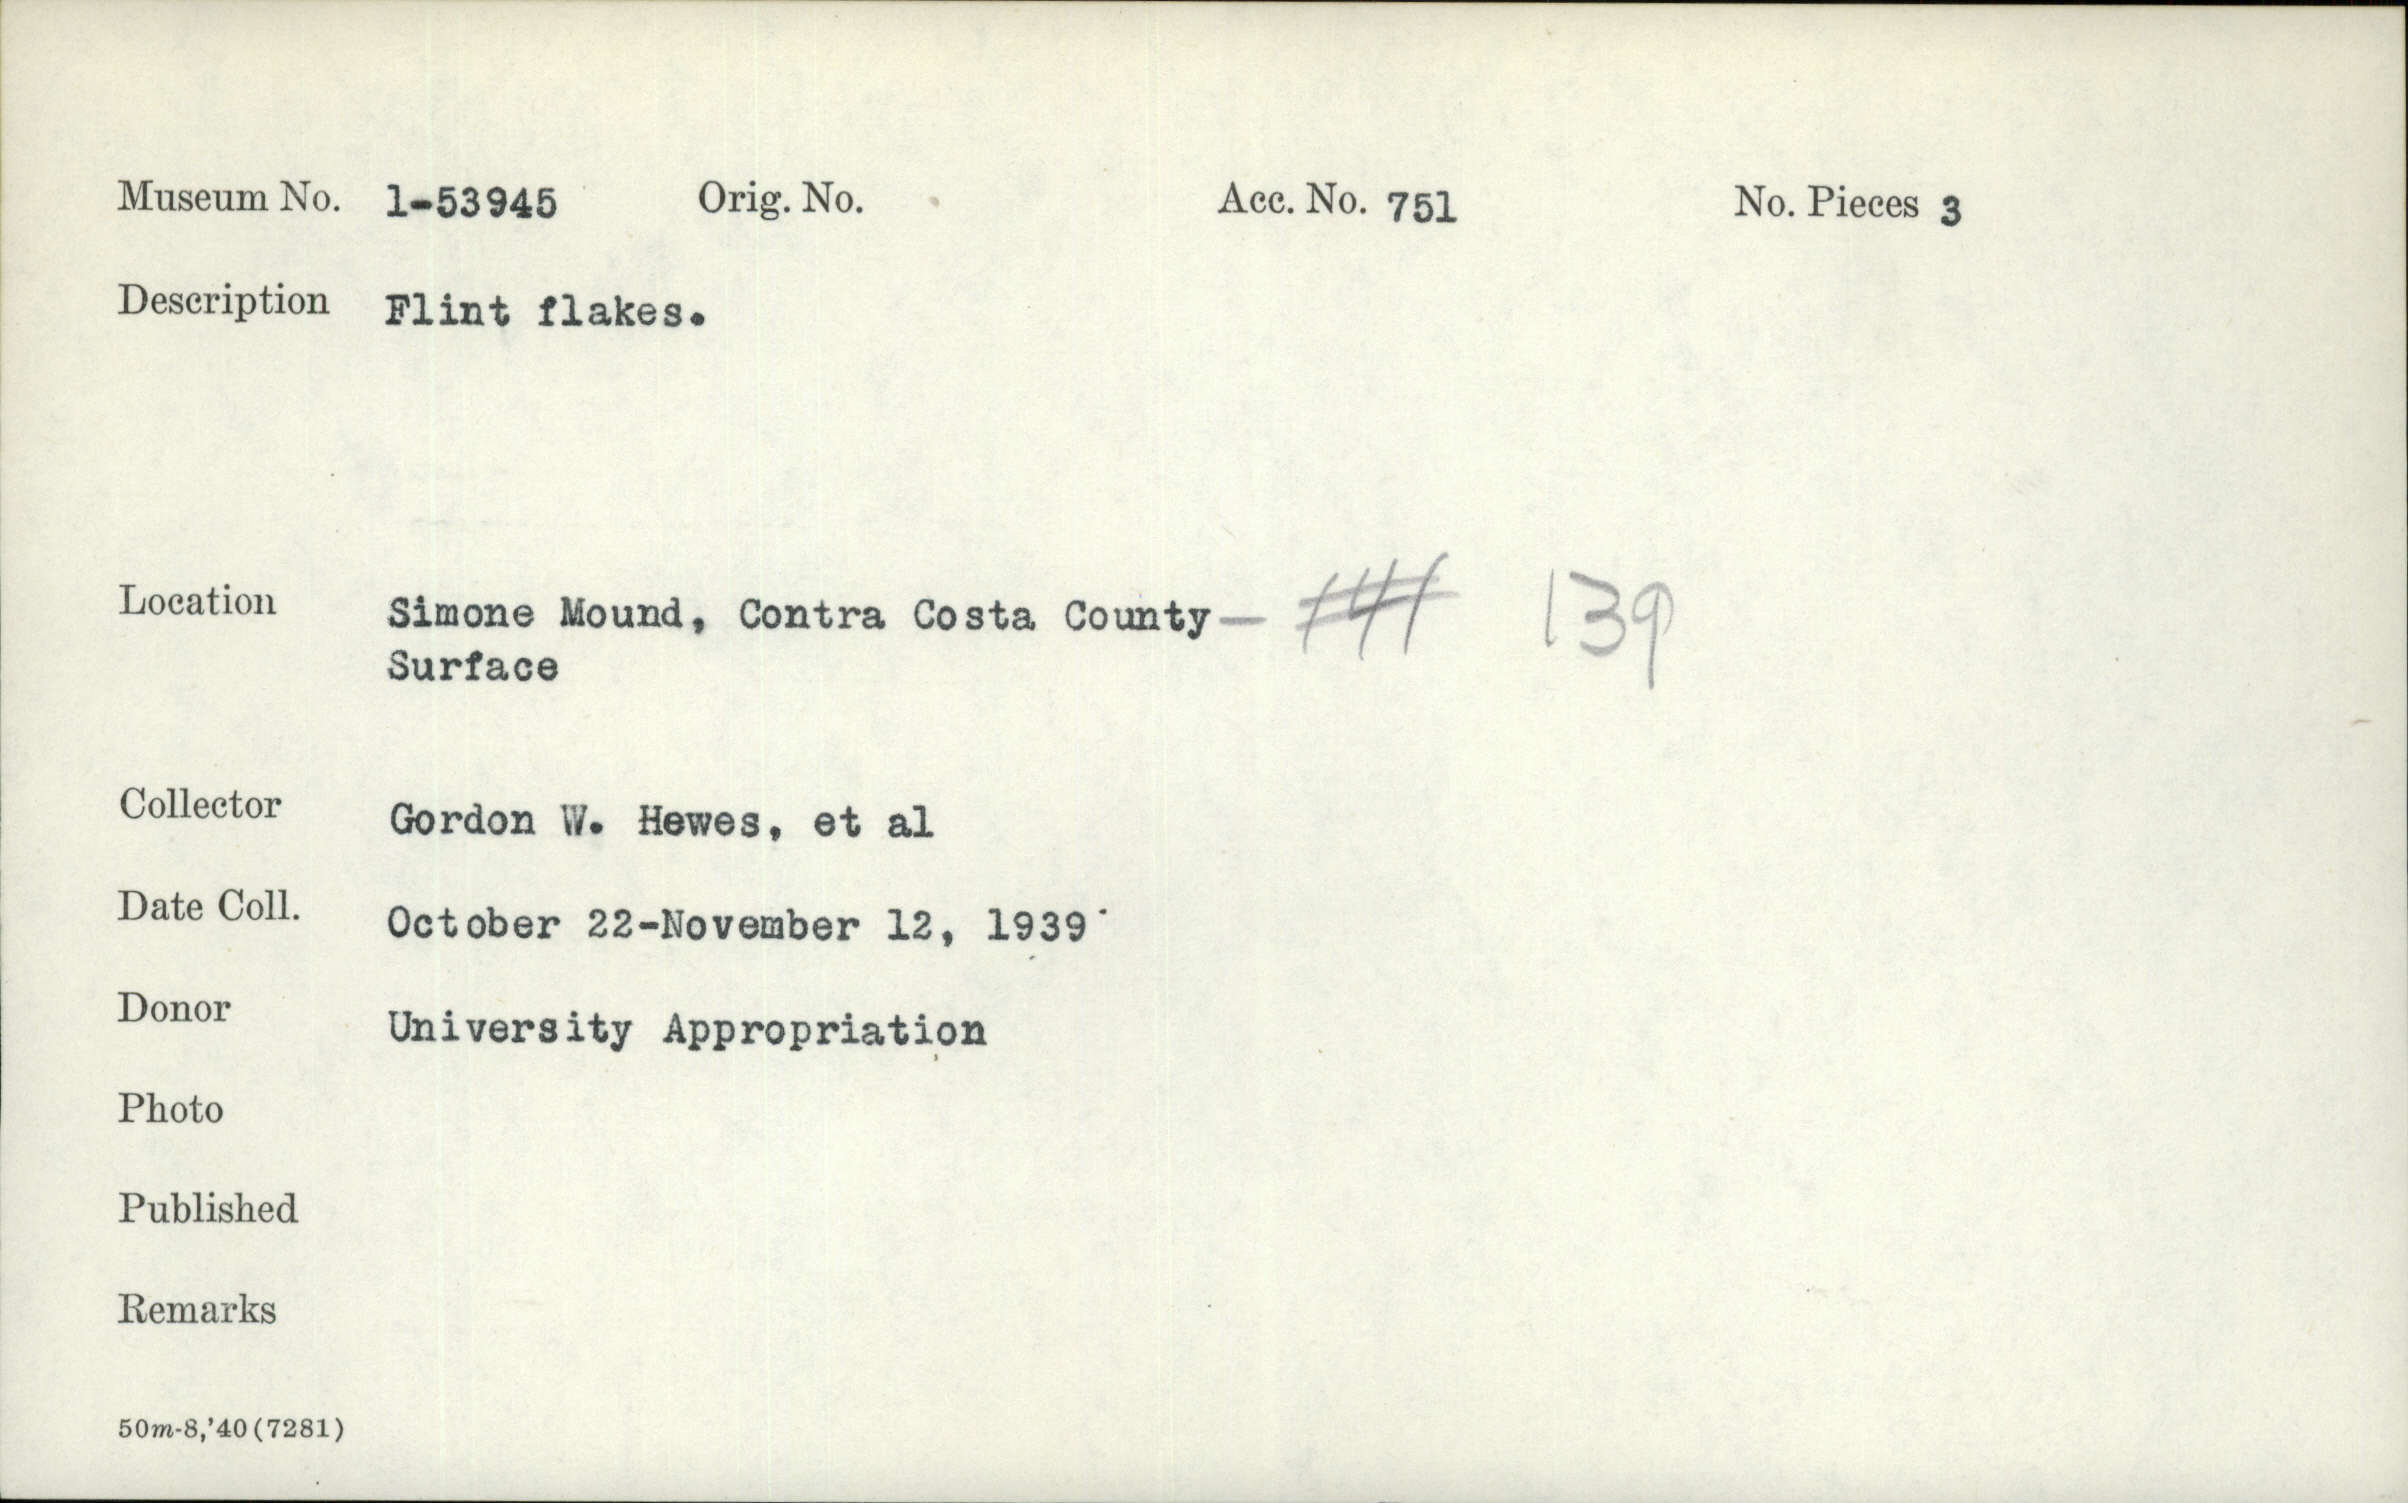 Museum No. 1-53945 Orig. No. Acc. No. 751 No. Pieces 3
Description Flint flakes.
Location Simone Mound, Contra Costa County — 139
Surface
Collector Gordon W. Hewes, et al
Date Coll. October 22-November 12, 1939
Donor University Appropriation
Photo
Published
Remarks
50m-8,'40(7281)